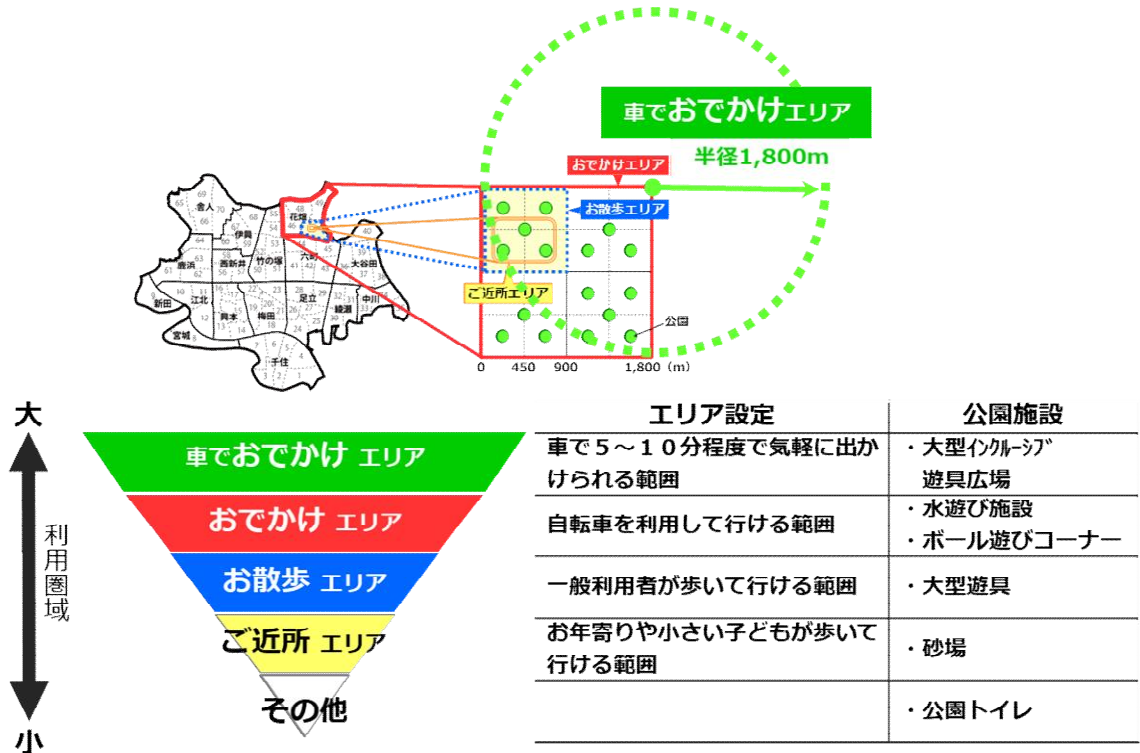 車でおでかけエリア
半径1,800m
おでかけエリア
お散歩エリア
ご近所エリア
公園
0 450 900 1,800 (m)
舎人
花畑
伊興
鹿浜
西新井
竹の塚
六町
大谷田
新田
江北
興本
梅田
足立
綾瀬
中川
宮城
千住
大
利用圏域
小
車でおでかけ エリア
おでかけ エリア
お散歩 エリア
ご近所 エリア
その他
エリア設定 公園施設
車で5~10分程度で気軽に出か
けられる範囲
・大型ｲﾝｸﾙｰｼﾌﾞ
遊具広場
自転車を利用して行ける範囲
・水遊び施設
・ボール遊びコーナー
一般利用者が歩いて行ける範囲
・大型遊具
お年寄りや小さい子どもが歩いて
行ける範囲
・砂場
・公園トイレ